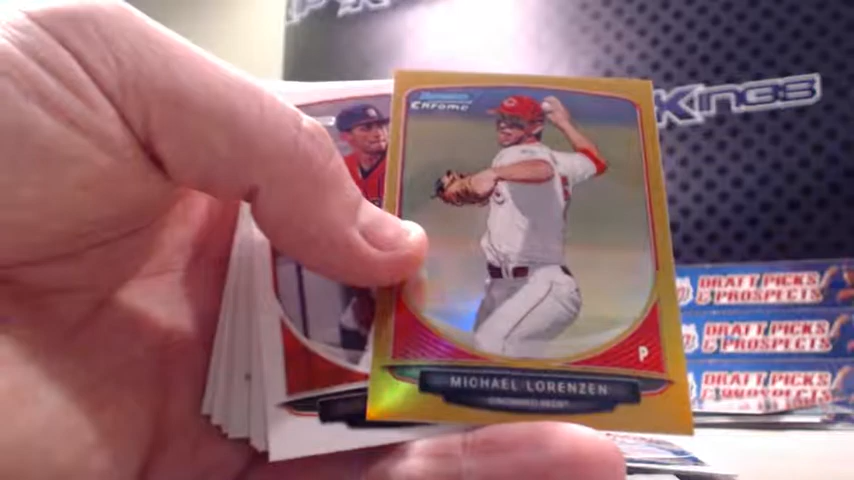 Kings
Bowman
CHROME
P
MICHAEL LORENZEN
CINCINNATI REDS
DRAFT PICKS
& PROSPECTS
DRAFT PICKS
& PROSPECTS
DRAFT PICKS
& PROSPECTS